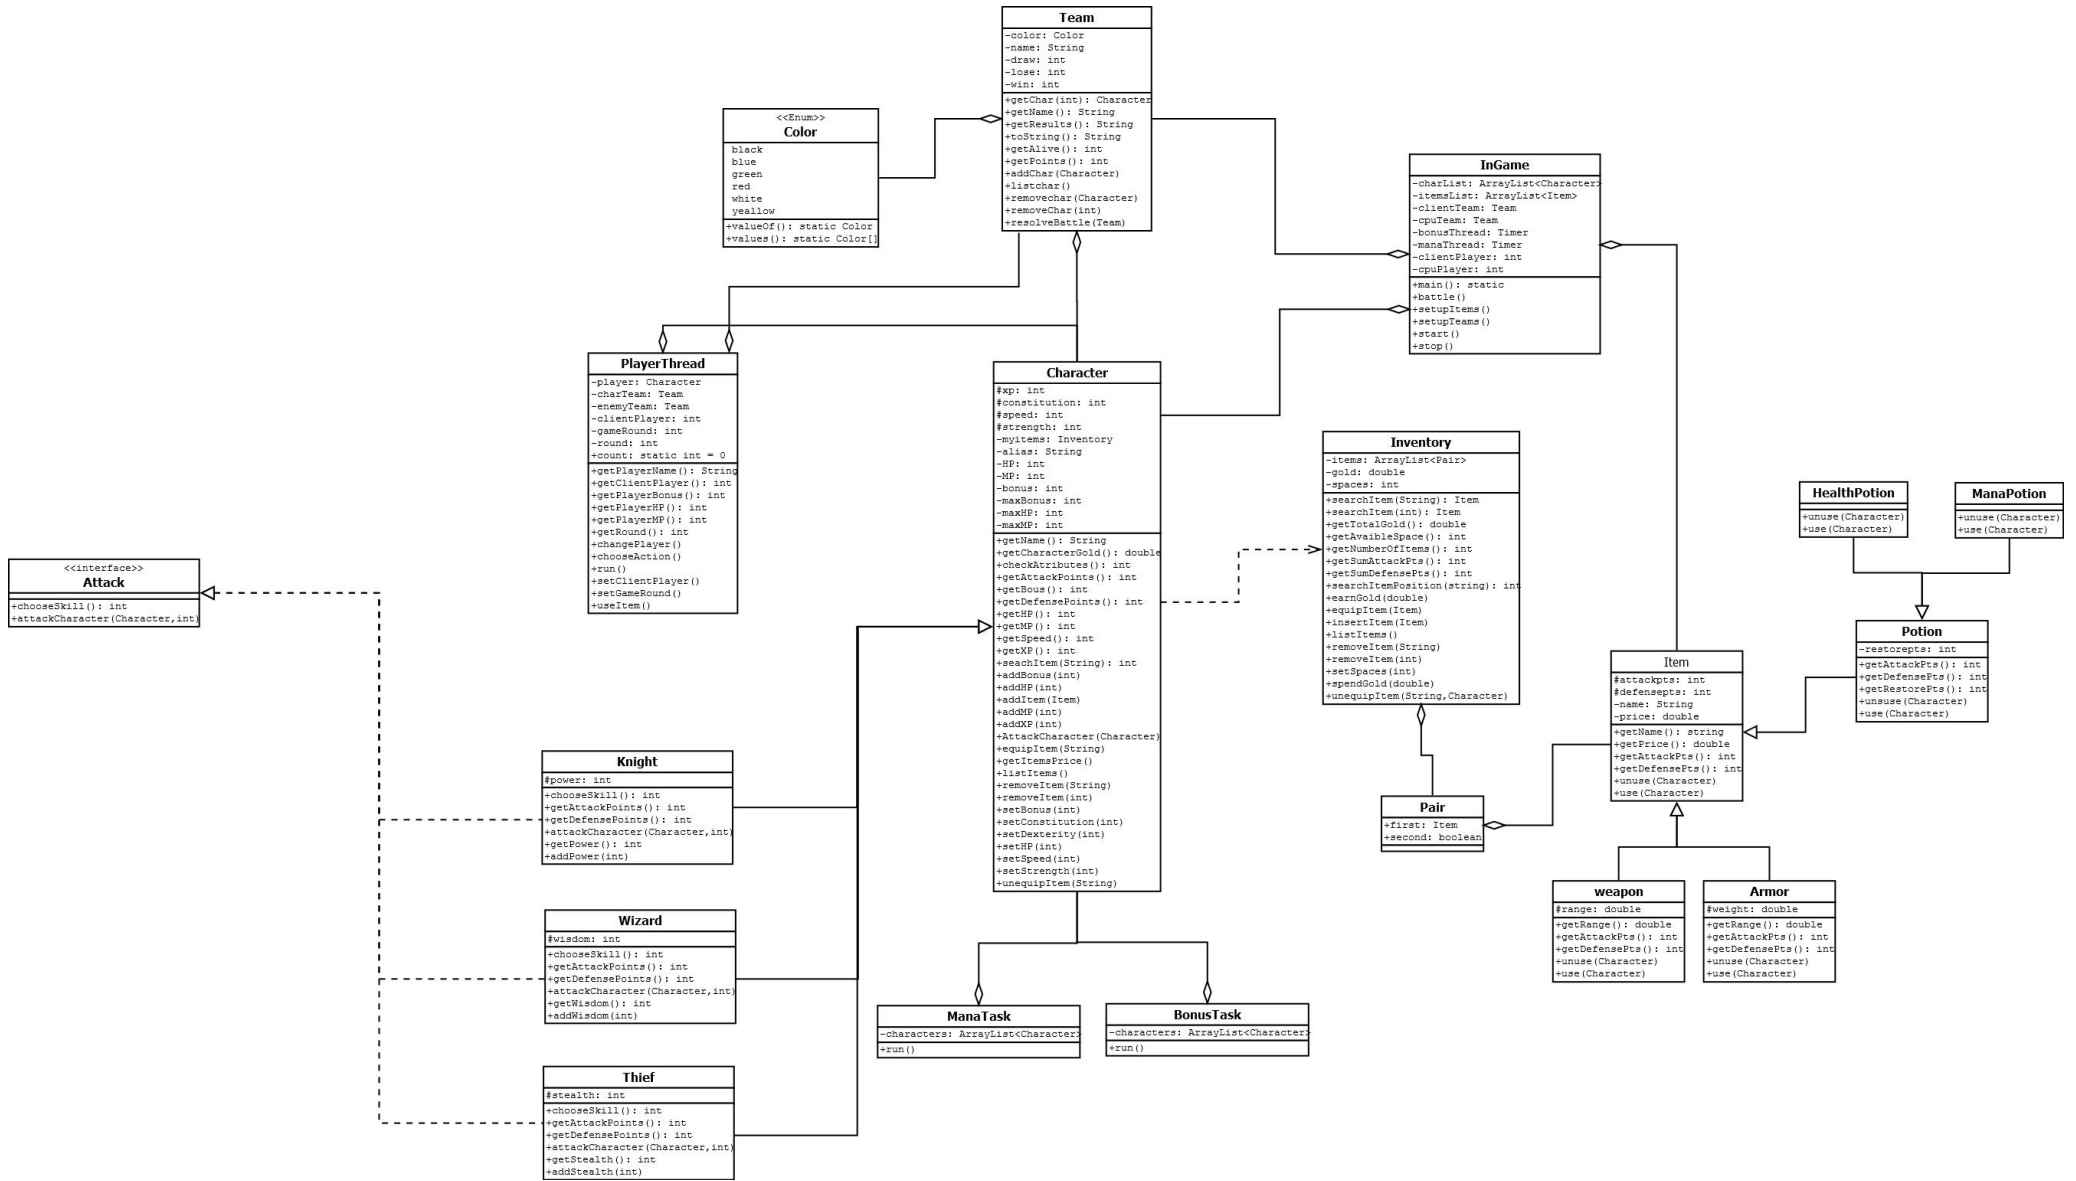 Team
-color: Color
-name: String
-draw: int
-lose: int
-win: int
+getChar(int): Character
+getName(): String
+getResults(): String
+toString(): String
+getAlive(): int
+getPoints(): int
+addChar(Character)
+listchar()
+removechar(Character)
+removeChar(int)
+resolveBattle(Team)
<<Enum>>
Color
black
blue
green
red
white
yeallow
+valueOf(): static Color
+values(): static Color[]
InGame
-charList: ArrayList<Character>
-itemsList: ArrayList<Item>
-clientTeam: Team
-cpuTeam: Team
-bonusThread: Timer
-manaThread: Timer
-clientPlayer: int
-cpuPlayer: int
+main(): static
+battle()
+setupItems()
+setupTeams()
+start()
+stop()
PlayerThread
-player: Character
-charTeam: Team
-enemyTeam: Team
-clientPlayer: int
-gameRound: int
-round: int
+count: static int = 0
+getPlayerName(): String
+getClientPlayer(): int
+getPlayerBonus(): int
+getPlayerHP(): int
+getPlayerMP(): int
+getRound(): int
+changePlayer()
+chooseAction()
+run()
+setClientPlayer()
+setGameRound()
+useItem()
Character
#xp: int
#constitution: int
#speed: int
#strength: int
-myitems: Inventory
-alias: String
-HP: int
-MP: int
-bonus: int
-maxBonus: int
-maxHP: int
-maxMP: int
+getName(): String
+getCharacterGold(): double
+checkAtributes(): int
+getAttackPoints(): int
+getBous(): int
+getDefensePoints(): int
+getHP(): int
+getMP(): int
+getSpeed(): int
+getXP(): int
+seachItem(String): int
+addBonus(int)
+addHP(int)
+addItem(Item)
+addMP(int)
+addXP(int)
+AttackCharacter(Character)
+equipItem(String)
+getItemsPrice()
+listItems()
+removeItem(String)
+removeItem(int)
+setBonus(int)
+setConstitution(int)
+setDexterity(int)
+setHP(int)
+setSpeed(int)
+setStrength(int)
+unequipItem(String)
Inventory
-items: ArrayList<Pair>
-gold: double
-spaces: int
+searchItem(String): Item
+searchItem(int): Item
+getTotalGold(): double
+getAvaibleSpace(): int
+getNumberOfItems(): int
+getSumAttackPts(): int
+getSumDefensePts(): int
+searchItemPosition(string): int
+earnGold(double)
+equipItem(Item)
+insertItem(Item)
+listItems()
+removeItem(String)
+removeItem(int)
+setSpaces(int)
+spendGold(double)
+unequipItem(String,Character)
HealthPotion
+unuse(Character)
+use(Character)
ManaPotion
+unuse(Character)
+use(Character)
<<interface>>
Attack
+chooseSkill(): int
+attackCharacter(Character,int)
Potion
-restorepts: int
+getAttackPts(): int
+getDefensePts(): int
+getRestorePts(): int
+unsuse(Character)
+use(Character)
Item
#attackpts: int
#defensepts: int
-name: String
-price: double
+getName(): string
+getPrice(): double
+getAttackPts(): int
+getDefensePts(): int
+unuse(Character)
+use(Character)
Knight
#power: int
+chooseSkill(): int
+getAttackPoints(): int
+getDefensePoints(): int
+attackCharacter(Character,int)
+getPower(): int
+addPower(int)
Pair
+first: Item
+second: boolean
weapon
#range: double
+getRange(): double
+getAttackPts(): int
+getDefensePts(): int
+unuse(Character)
+use(Character)
Armor
#weight: double
+getRange(): double
+getAttackPts(): int
+getDefensePts(): int
+unuse(Character)
+use(Character)
Wizard
#wisdom: int
+chooseSkill(): int
+getAttackPoints(): int
+getDefensePoints(): int
+attackCharacter(Character,int)
+getWisdom(): int
+addWisdom(int)
ManaTask
-characters: ArrayList<Character>
+run()
BonusTask
-characters: ArrayList<Character>
+run()
Thief
#stealth: int
+chooseSkill(): int
+getAttackPoints(): int
+getDefensePoints(): int
+attackCharacter(Character,int)
+getStealth(): int
+addStealth(int)